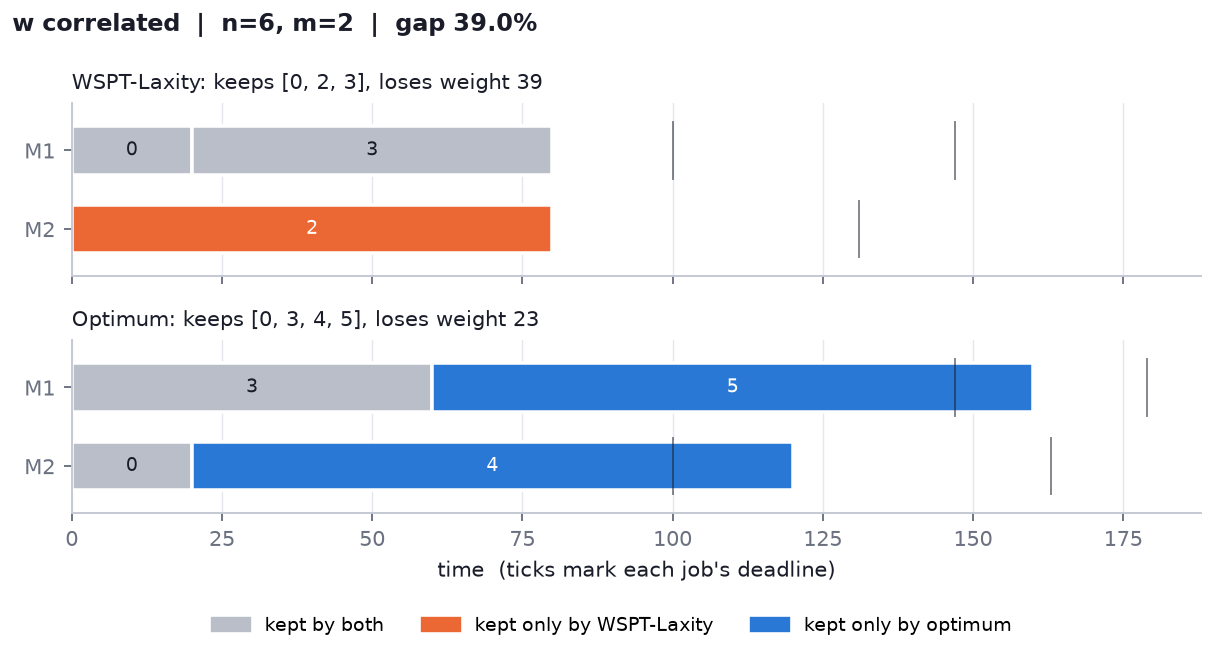 w correlated | n=6, m=2 | gap 39.0%
WSPT-Laxity: keeps [0, 2, 3], loses weight 39
M1
0
3
M2
2
Optimum: keeps [0, 3, 4, 5], loses weight 23
M1
3
5
M2
0
4
0 25 50 75 100 125 150 175
time (ticks mark each job's deadline)
kept by both kept only by WSPT-Laxity kept only by optimum